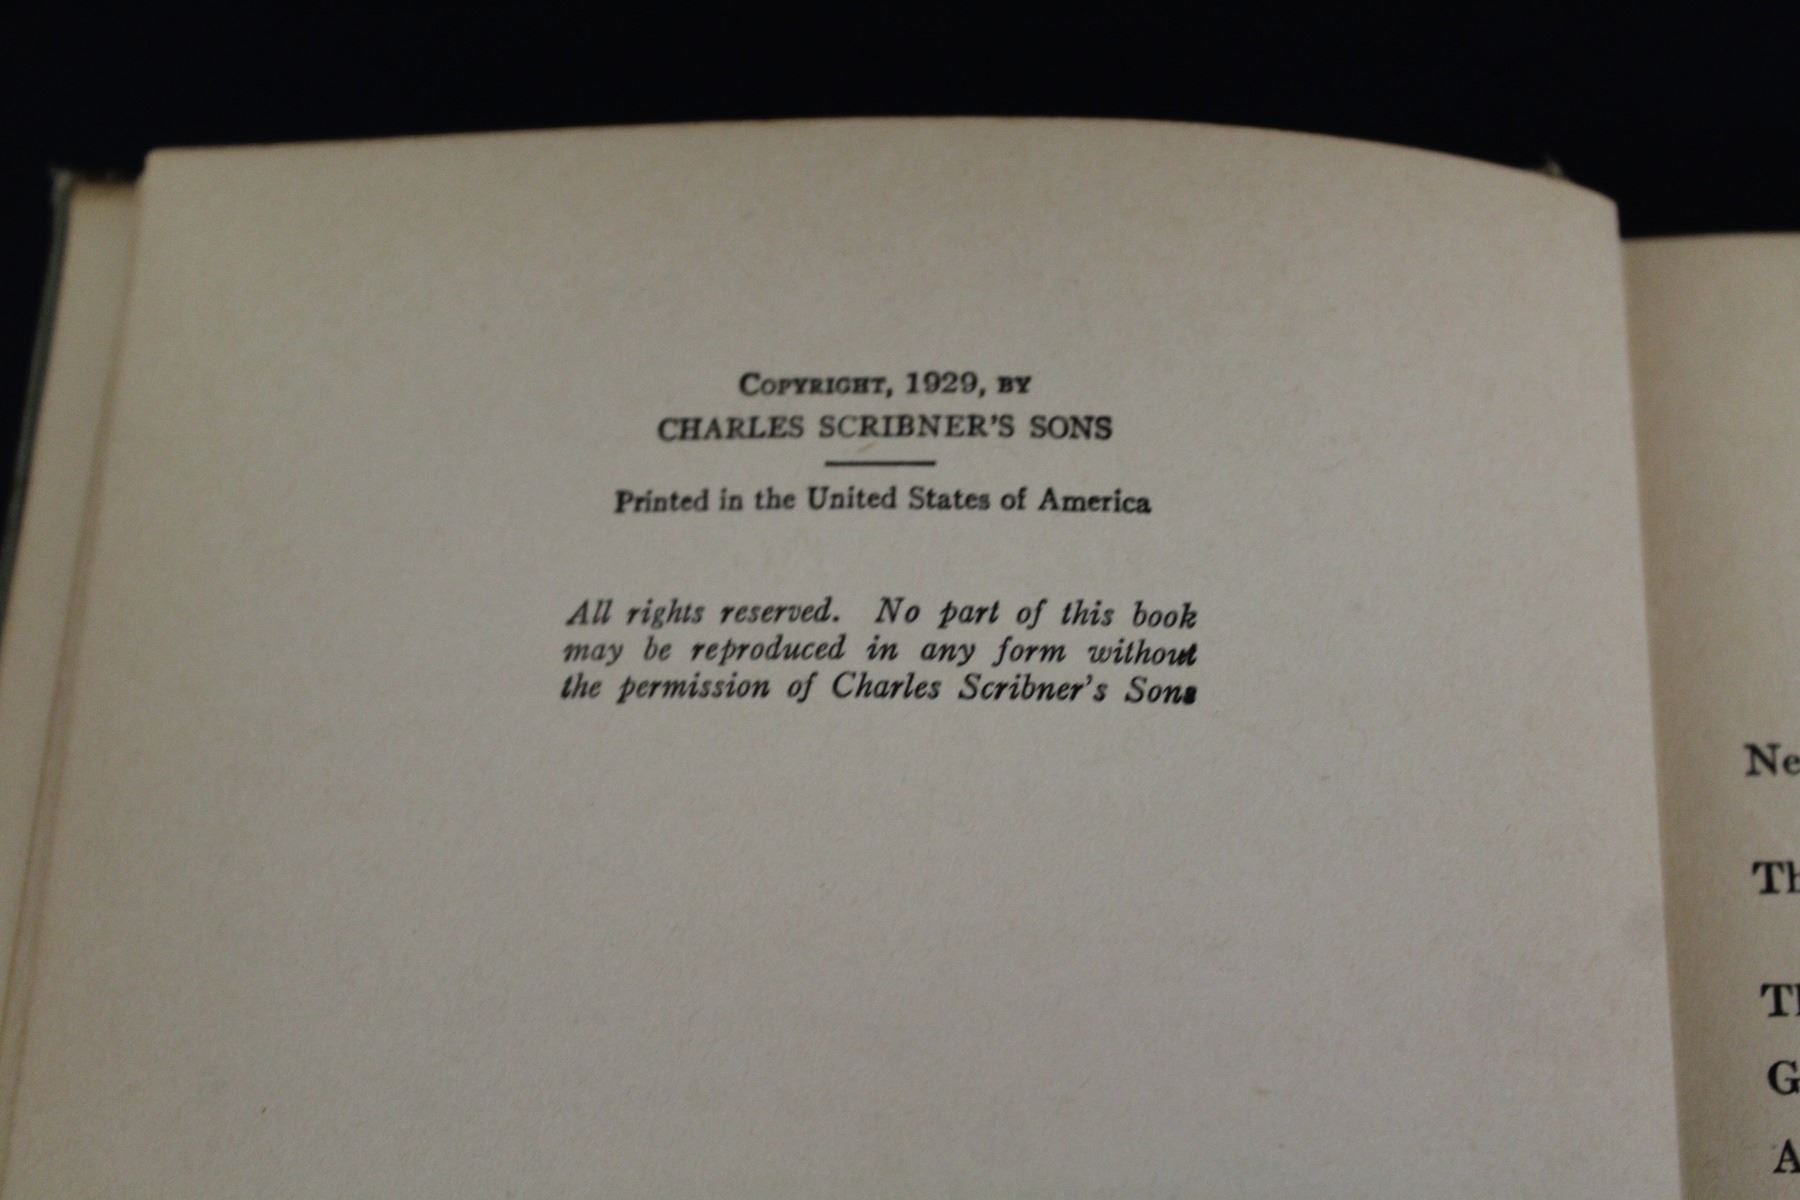 COPYRIGHT, 1929, BY
CHARLES SCRIBNER'S SONS
Printed in the United States of America
All rights reserved. No part of this book
may be reproduced in any form without
the permission of Charles Scribner's Sons